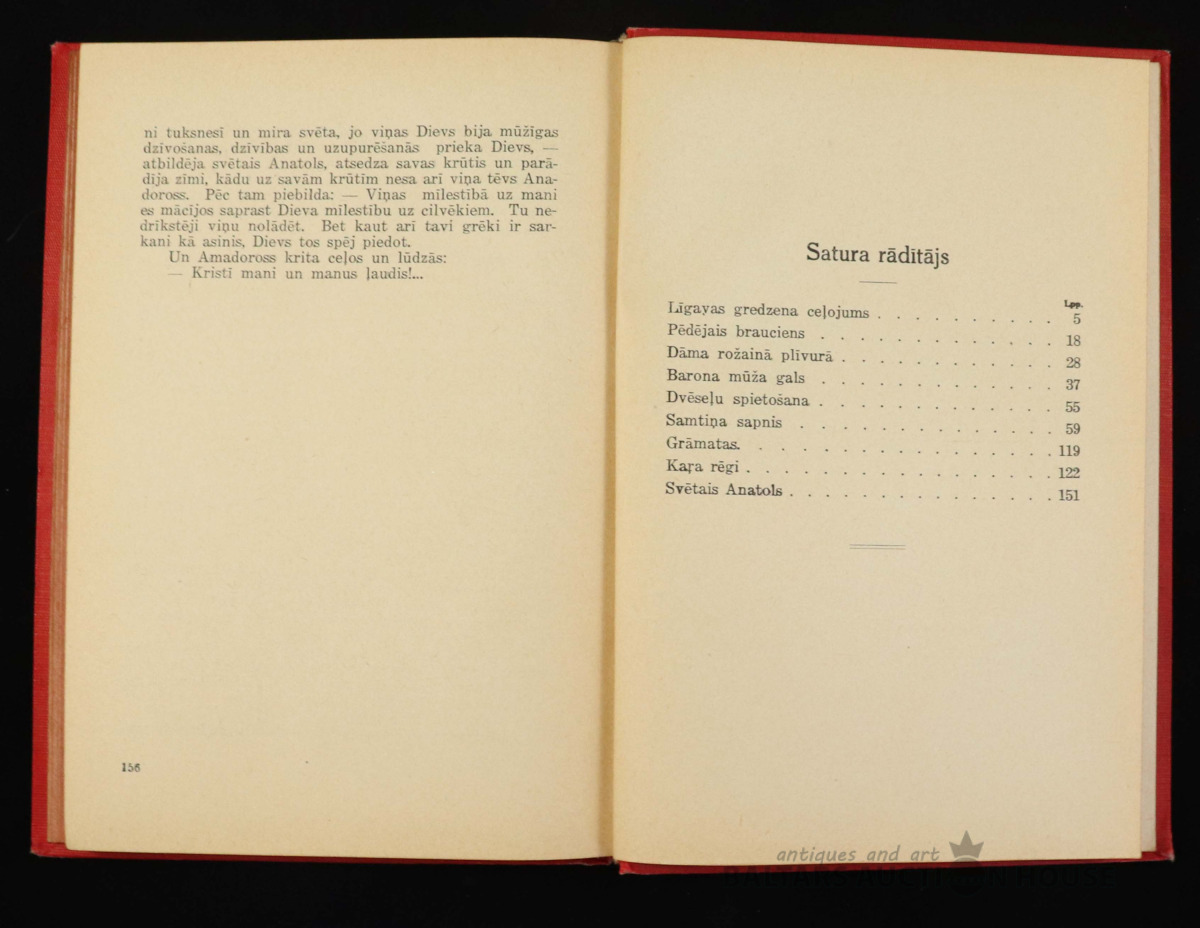 ni tuksnesī un mira svēta, jo viņas Dievs bija mūžīgas
dzīvošanas, dzīvības un uzupurēšanās prieka Dievs, —
atbildēja svētais Anatols, atsedza savas krūtis un parā-
dīja zīmi, kādu uz savām krūtīm nesa arī viņa tēvs Ana-
doross. Pēc tam piebilda: — Viņas mīlestībā uz mani
es mācījos saprast Dieva mīlestību uz cilvēkiem. Tu ne-
drīkstēji viņu nolādēt. Bet kaut arī tavi grēki ir sar-
kani kā asinis, Dievs tos spēj piedot.
Un Amadoross krita ceļos un lūdzās:
— Kristī mani un manus ļaudis!...
156
Satura rādītājs
Lpp.
Līgavas gredzena ceļojums . . . . . . . . . . 5
Pēdējais brauciens . . . . . . . . . . . . . 18
Dāma rožainā plīvurā . . . . . . . . . . . . 28
Barona mūža gals . . . . . . . . . . . . . 37
Dvēseļu spietošana . . . . . . . . . . . . . 55
Samtiņa sapnis . . . . . . . . . . . . . . 59
Grāmatas. . . . . . . . . . . . . . . . . 119
Kaŗa rēgi . . . . . . . . . . . . . . . . . 122
Svētais Anatols . . . . . . . . . . . . . . . 151
antiques and art
BALTARS AUCTION HOUSE